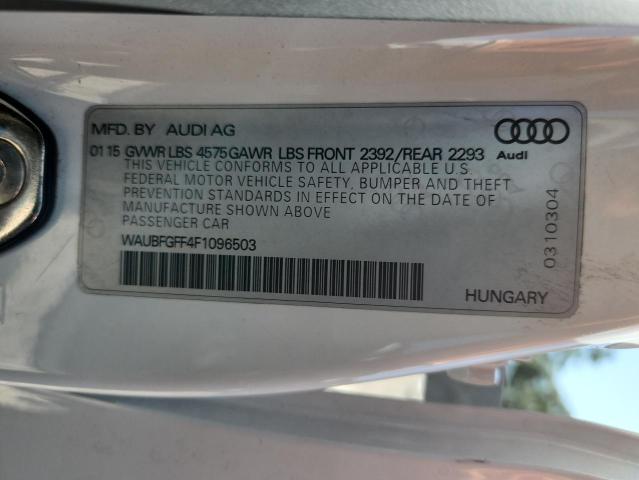 MFD. BY AUDI AG
Audi
01 15 GVWR LBS 4575 GAWR LBS FRONT 2392/REAR 2293
THIS VEHICLE CONFORMS TO ALL APPLICABLE U.S.
FEDERAL MOTOR VEHICLE SAFETY, BUMPER AND THEFT
PREVENTION STANDARDS IN EFFECT ON THE DATE OF
MANUFACTURE SHOWN ABOVE
PASSENGER CAR
WAUBFGFF4F1096503
HUNGARY
0310304